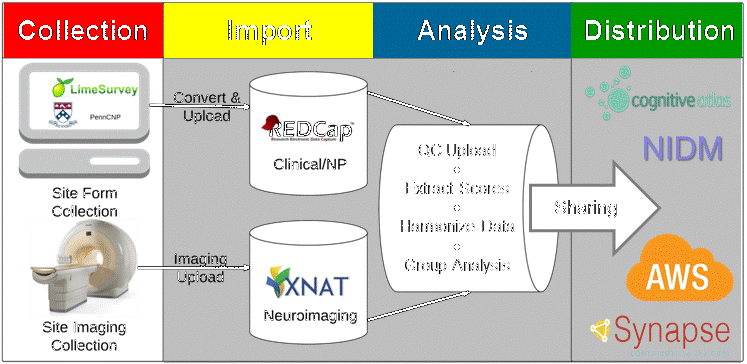 Collection
Import
Analysis
Distribution
LimeSurvey
PennCNP
Site Form
Collection
Site Imaging
Collection
Convert &
Upload
Imaging
Upload
REDCap™
Research Electronic Data Capture
Clinical/NP
XNAT
Neuroimaging
QC Upload
•
Extract Scores
•
Harmonize Data
•
Group Analysis
Sharing
cognitive atlas
NIDM
AWS
Synapse